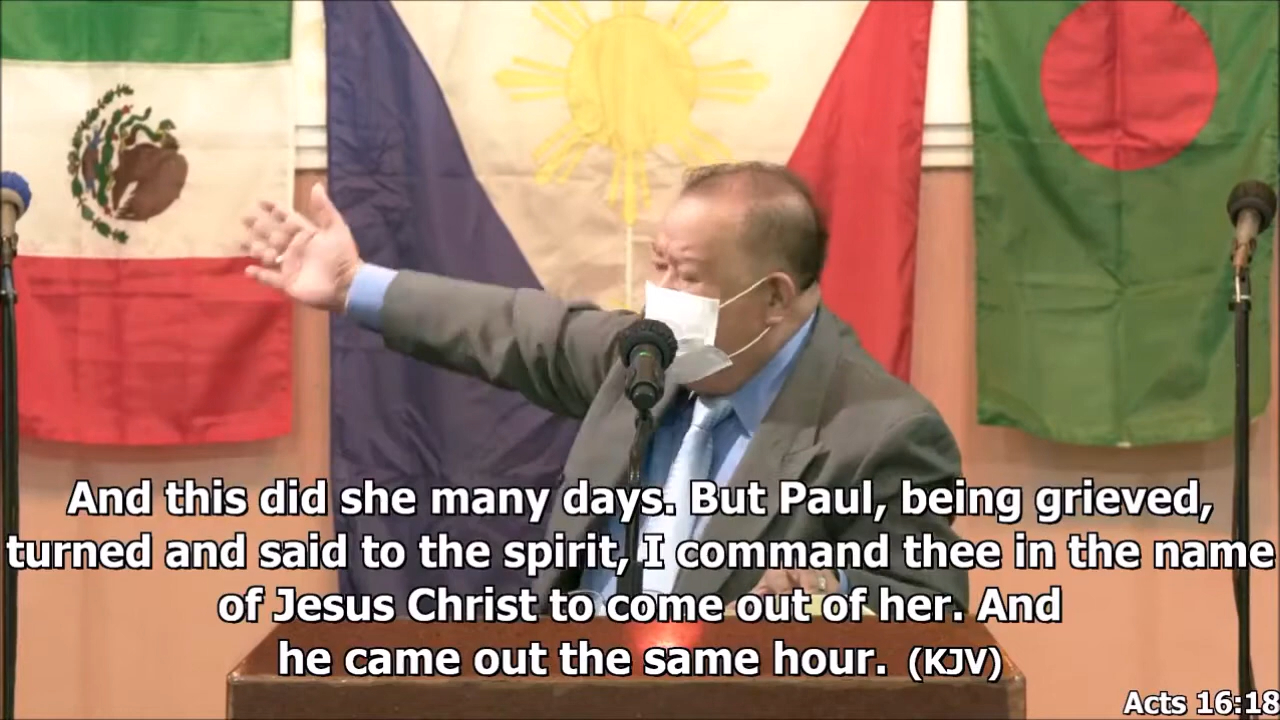 And this did she many days. But Paul, being grieved,
turned and said to the spirit, I command thee in the name
of Jesus Christ to come out of her. And
he came out the same hour. (KJV)
Acts 16:18